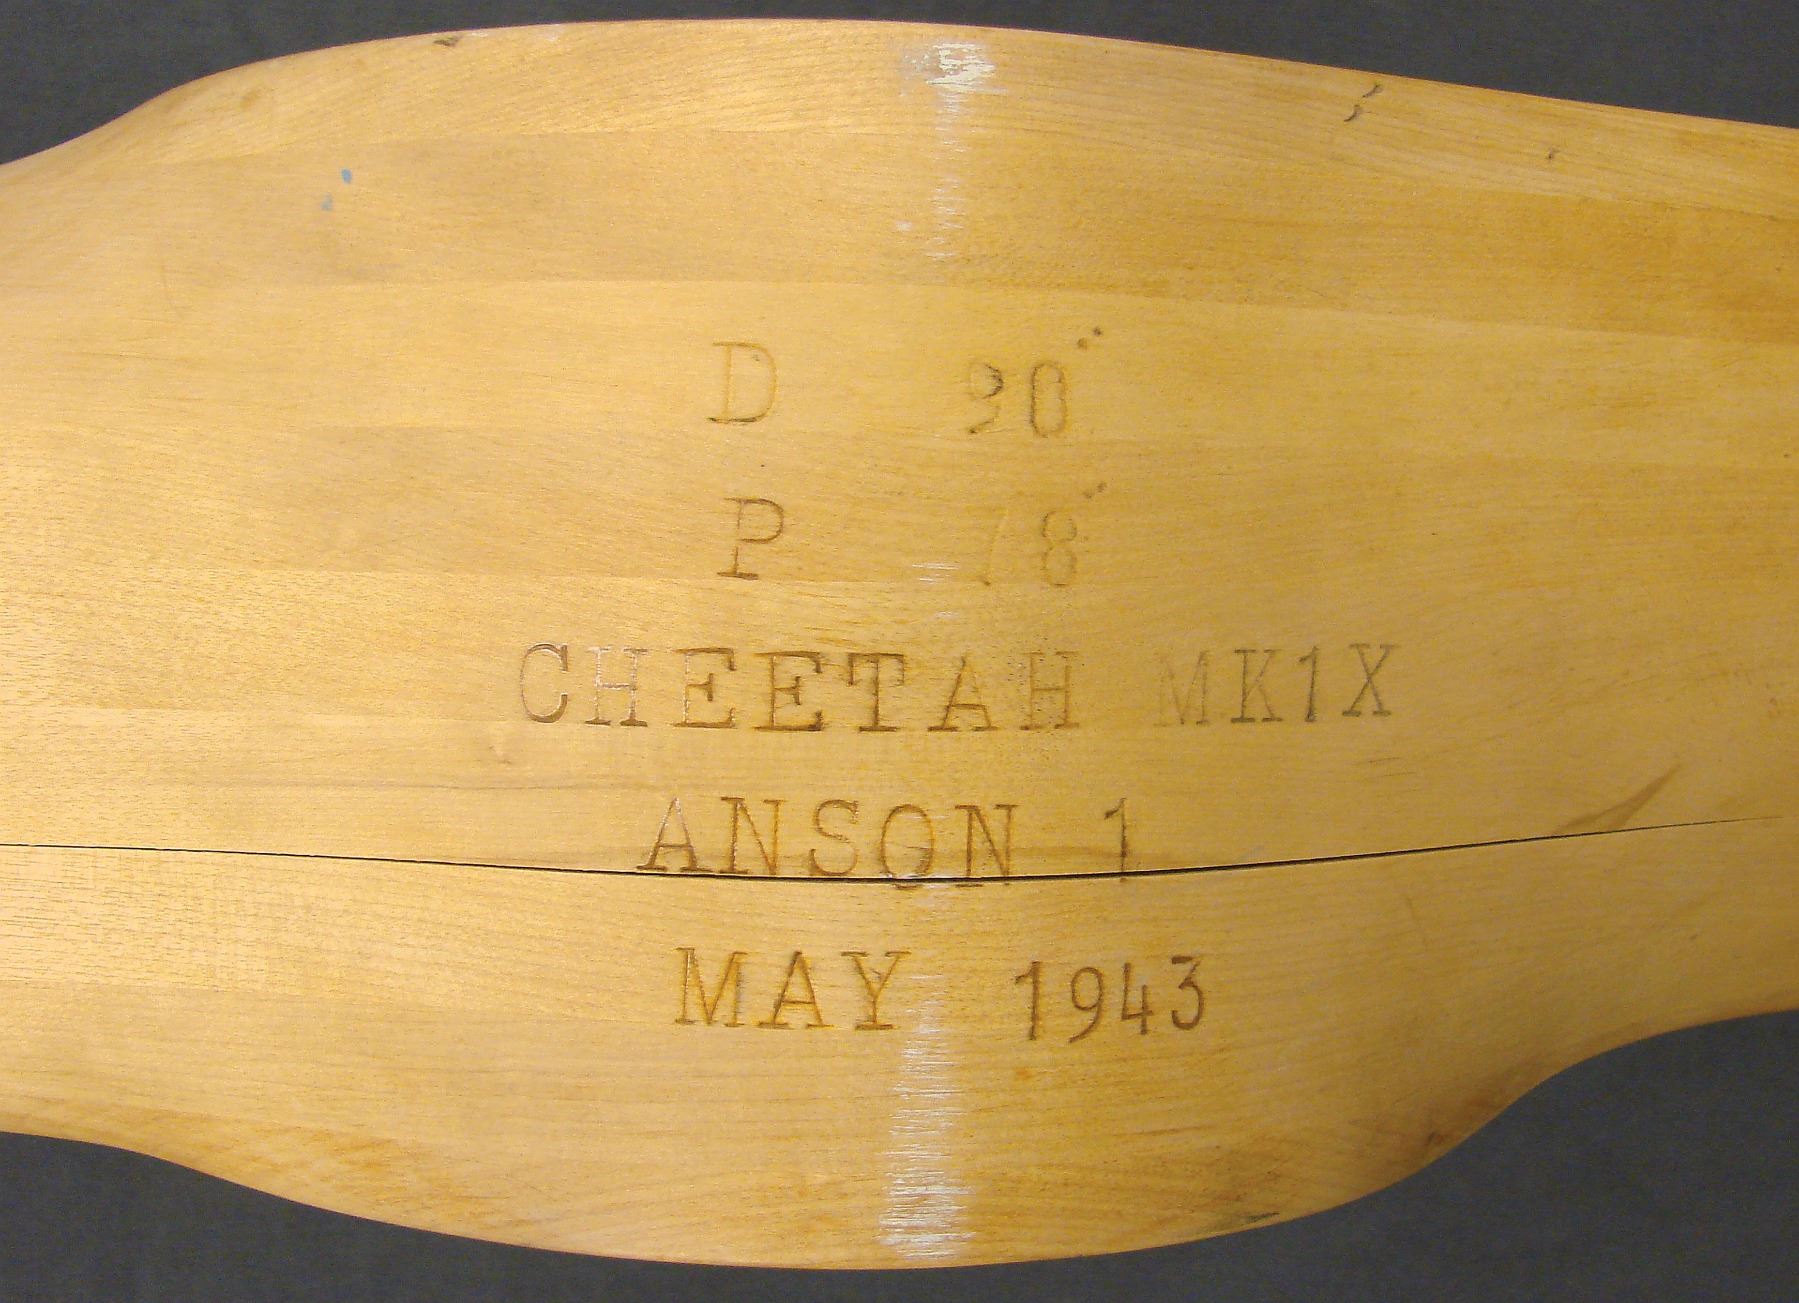 D 90"
P 78"
CHEETAH MK1X
ANSON 1
MAY 1943